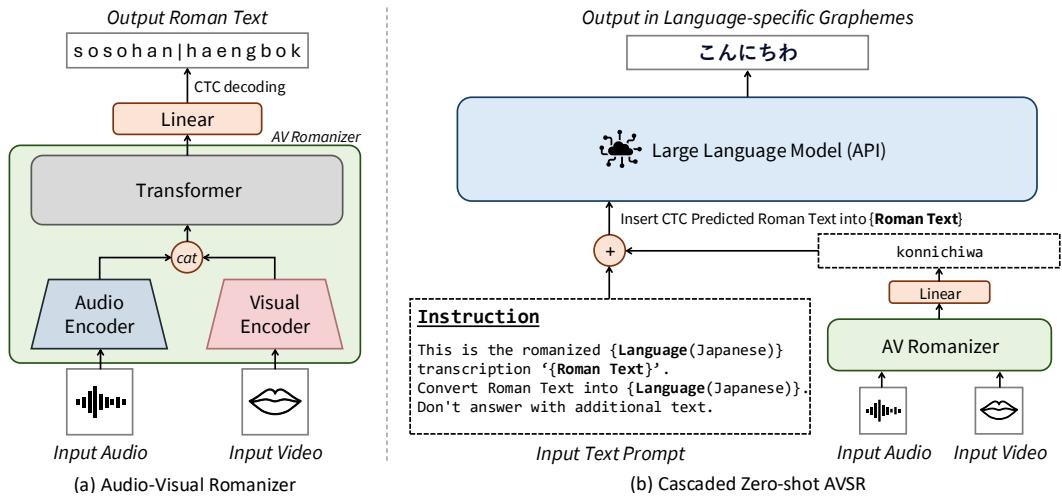 Output Roman Text
sosohan|haengbok
CTC decoding
Linear
AV Romanizer
Transformer
cat
Audio
Encoder
Visual
Encoder
Input Audio
Input Video
(a) Audio-Visual Romanizer
Output in Language-specific Graphemes
こんにちわ
Large Language Model (API)
Insert CTC Predicted Roman Text into {Roman Text}
+
konnichiwa
Linear
AV Romanizer
Instruction
This is the romanized {Language(Japanese)}
transcription ‘{Roman Text}’.
Convert Roman Text into {Language(Japanese)}.
Don't answer with additional text.
Input Text Prompt
Input Audio
Input Video
(b) Cascaded Zero-shot AVSR